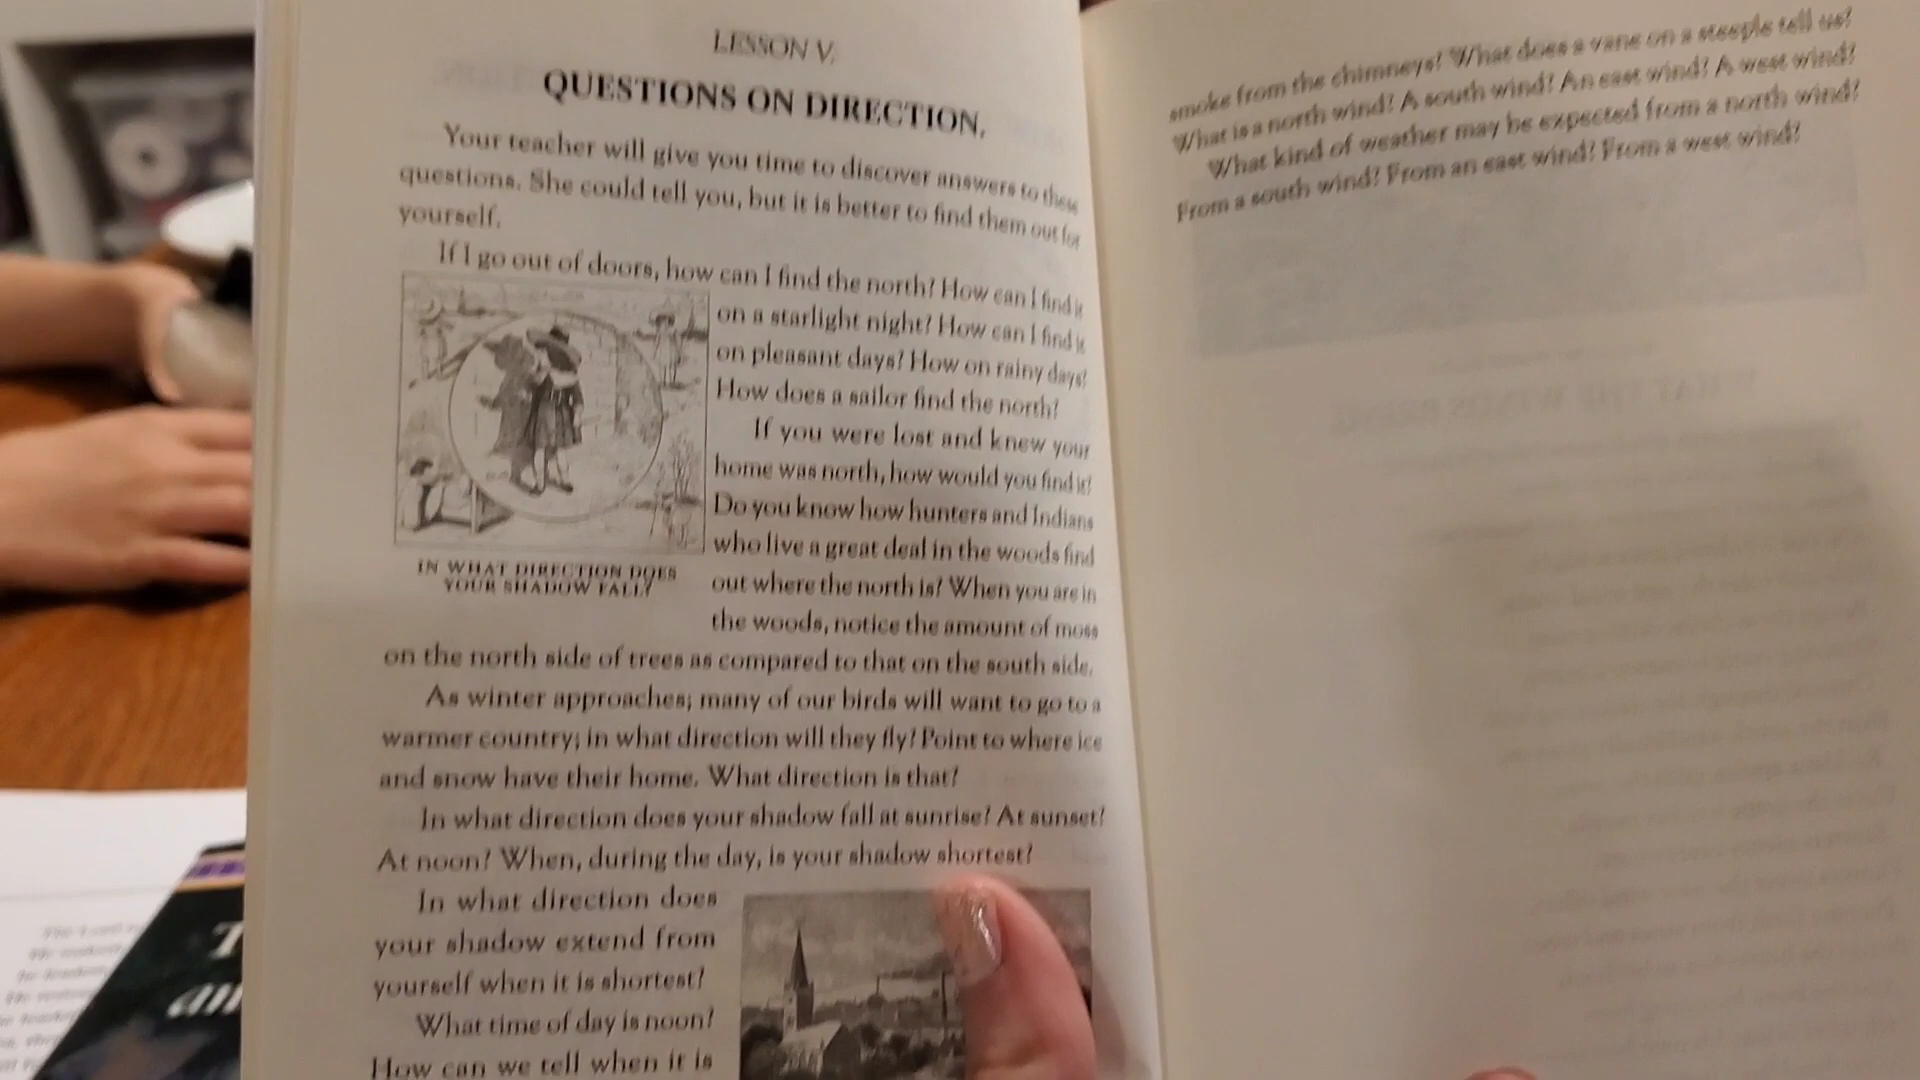 LESSON V.
QUESTIONS ON DIRECTION.
Your teacher will give you time to discover answers to these
questions. She could tell you, but it is better to find them out for
yourself.
If I go out of doors, how can I find the north? How can I find it
on a starlight night? How can I find it
on pleasant days? How on rainy days?
How does a sailor find the north?
If you were lost and knew your
home was north, how would you find it?
Do you know how hunters and Indians
who live a great deal in the woods find
out where the north is? When you are in
the woods, notice the amount of moss
on the north side of trees as compared to that on the south side.
IN WHAT DIRECTION DOES
YOUR SHADOW FALL?
As winter approaches; many of our birds will want to go to a
warmer country; in what direction will they fly? Point to where ice
and snow have their home. What direction is that?
In what direction does your shadow fall at sunrise? At sunset?
At noon? When, during the day, is your shadow shortest?
In what direction does
your shadow extend from
yourself when it is shortest?
What time of day is noon?
How can we tell when it is
smoke from the chimneys? What does a vane on a steeple tell us?
What is a north wind? A south wind? An east wind? A west wind?
What kind of weather may be expected from a north wind?
From a south wind? From an east wind? From a west wind?